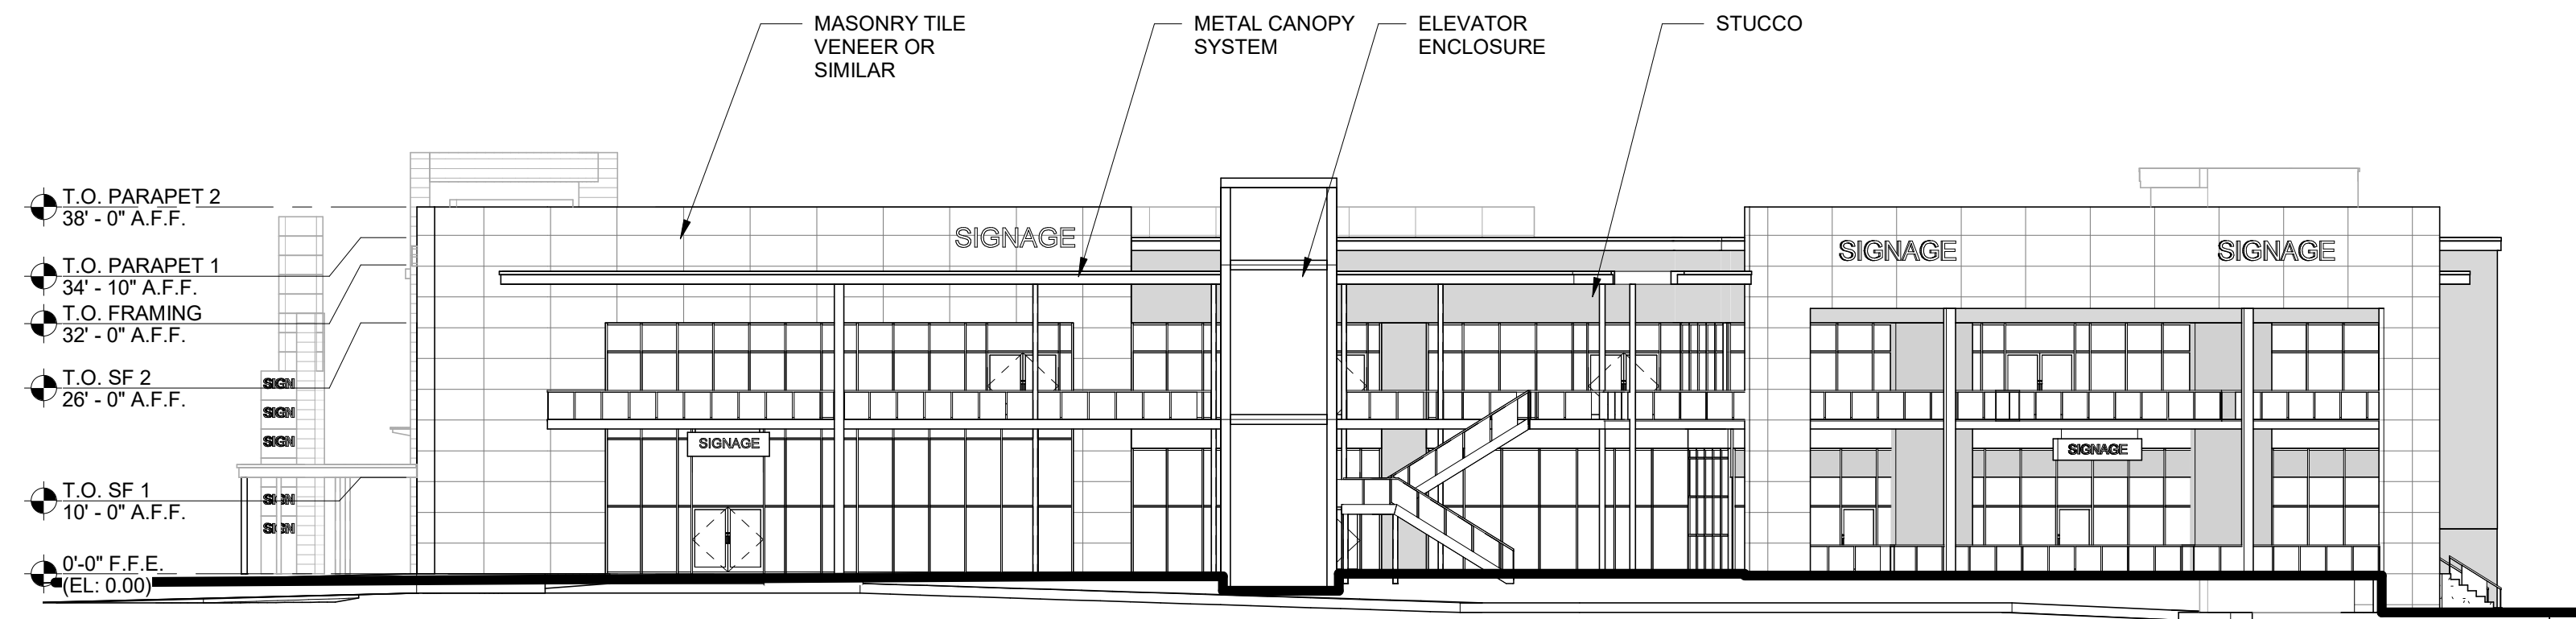 MASONRY TILE
VENEER OR
SIMILAR
METAL CANOPY
SYSTEM
ELEVATOR
ENCLOSURE
STUCCO
T.O. PARAPET 2
38' - 0" A.F.F.
T.O. PARAPET 1
34' - 10" A.F.F.
T.O. FRAMING
32' - 0" A.F.F.
T.O. SF 2
26' - 0" A.F.F.
T.O. SF 1
10' - 0" A.F.F.
0'-0" F.F.E.
(EL: 0.00)
SIGN
SIGN
SIGN
SIGN
SIGN
SIGNAGE
SIGNAGE
SIGNAGE
SIGNAGE
SIGNAGE